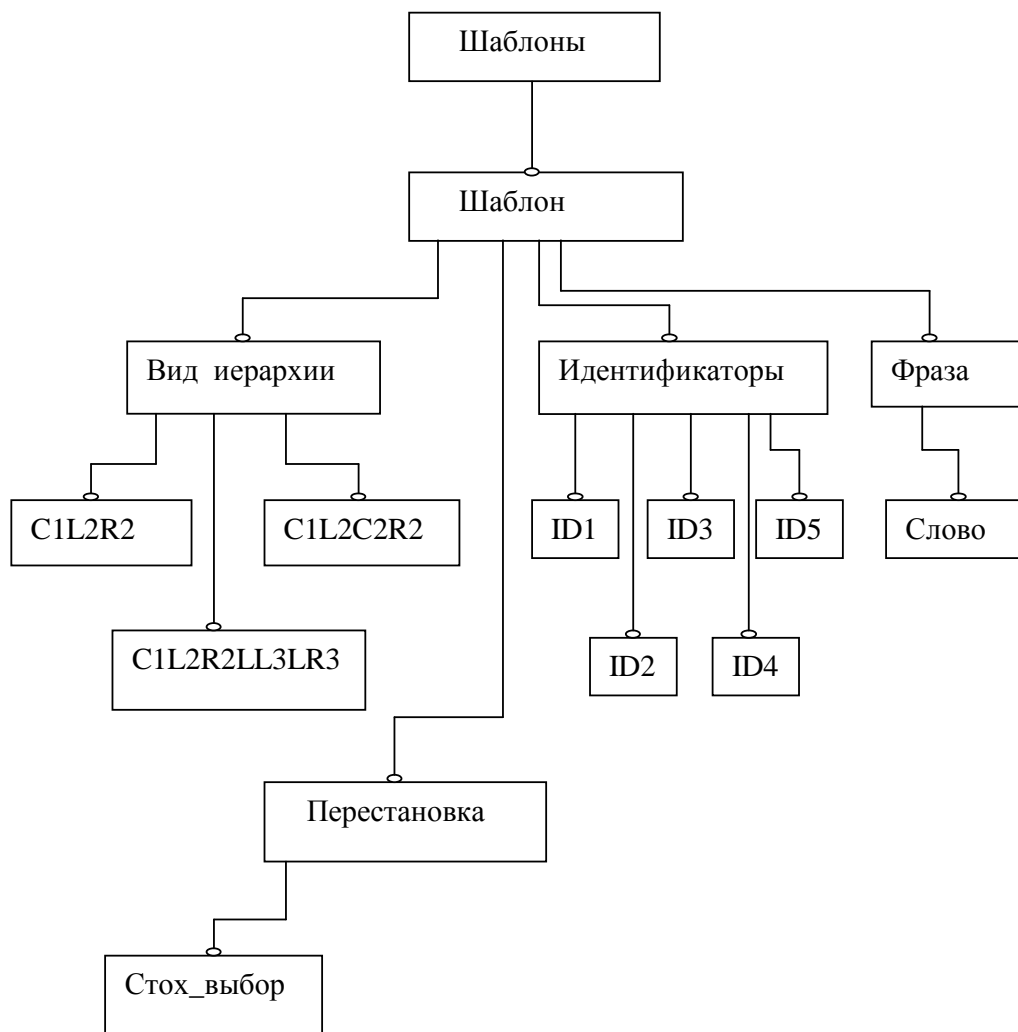 Шаблоны
Шаблон
Вид иерархии
Идентификаторы
Фраза
C1L2R2
C1L2C2R2
ID1
ID3
ID5
Слово
C1L2R2LL3LR3
ID2
ID4
Перестановка
Стох_выбор